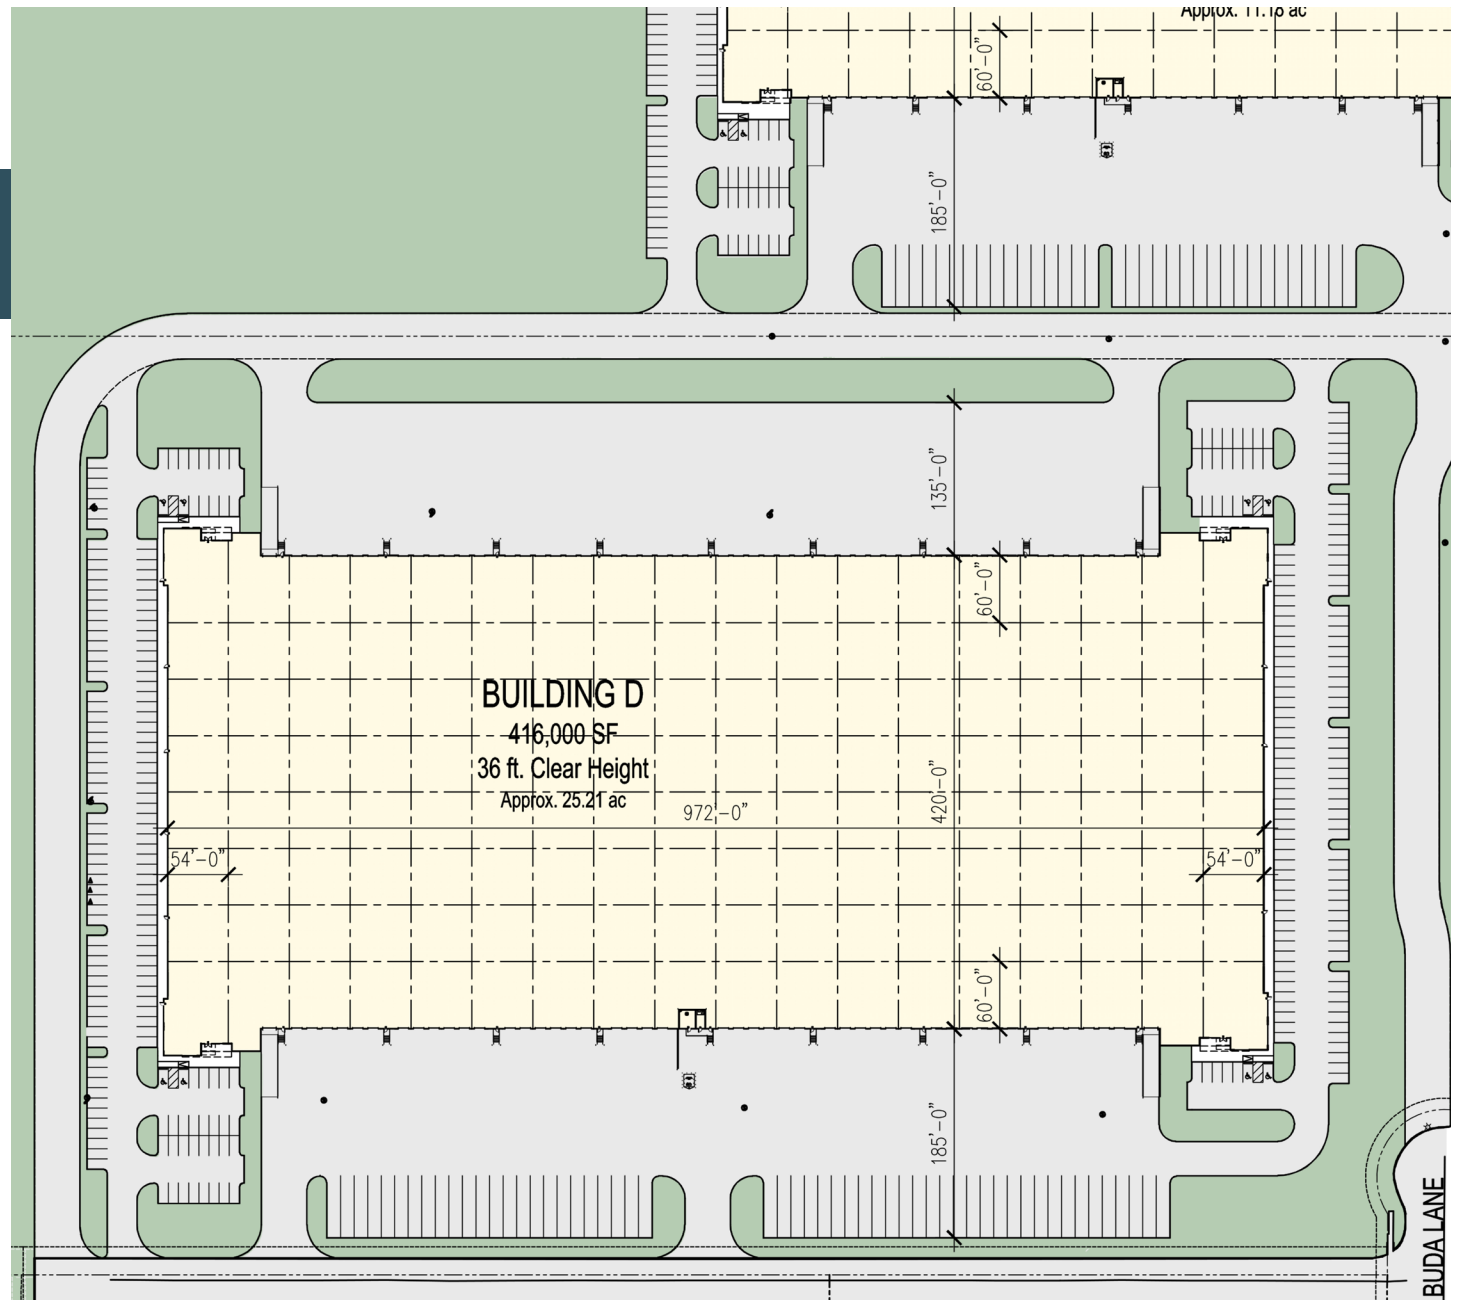 Approx. 11.18 ac
60'-0"
185'-0"
135'-0"
60'-0"
BUILDING D
416,000 SF
36 ft. Clear Height
Approx. 25.21 ac
972'-0"
420'-0"
54'-0"
54'-0"
60'-0"
185'-0"
BUDA LANE